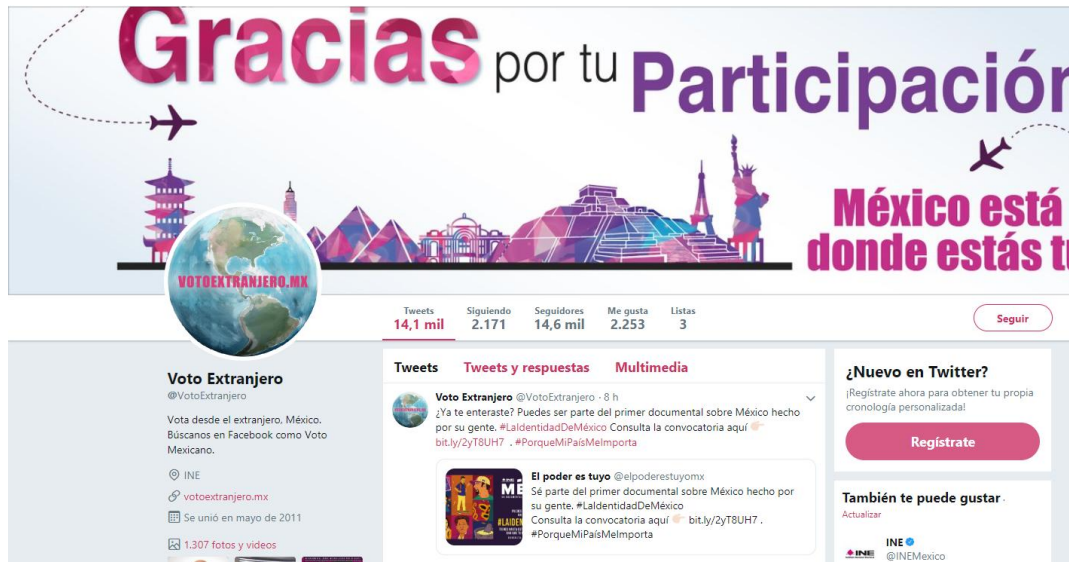 Gracias por tu Participación
México está
donde estás tú
VOTOEXTRANJERO.MX
Tweets
14,1 mil
Siguiendo
2.171
Seguidores
14,6 mil
Me gusta
2.253
Listas
3
Seguir
Voto Extranjero
@VotoExtranjero
Vota desde el extranjero, México.
Búscanos en Facebook como Voto
Mexicano.
INE
votoextranjero.mx
Se unió en mayo de 2011
1.307 fotos y videos
Tweets
Tweets y respuestas
Multimedia
Voto Extranjero @VotoExtranjero · 8 h
¿Ya te enteraste? Puedes ser parte del primer documental sobre México hecho
por su gente. #LaIdentidadDeMéxico Consulta la convocatoria aquí 👉🏻
bit.ly/2yT8UH7 . #PorqueMiPaísMeImporta
El poder es tuyo @elpoderestuyomx
Sé parte del primer documental sobre México hecho por
su gente. #LaIdentidadDeMéxico
Consulta la convocatoria aquí 👉🏻 bit.ly/2yT8UH7 .
#PorqueMiPaísMeImporta
¿Nuevo en Twitter?
¡Regístrate ahora para obtener tu propia
cronología personalizada!
Regístrate
También te puede gustar ·
Actualizar
INE
INE
@INEMexico